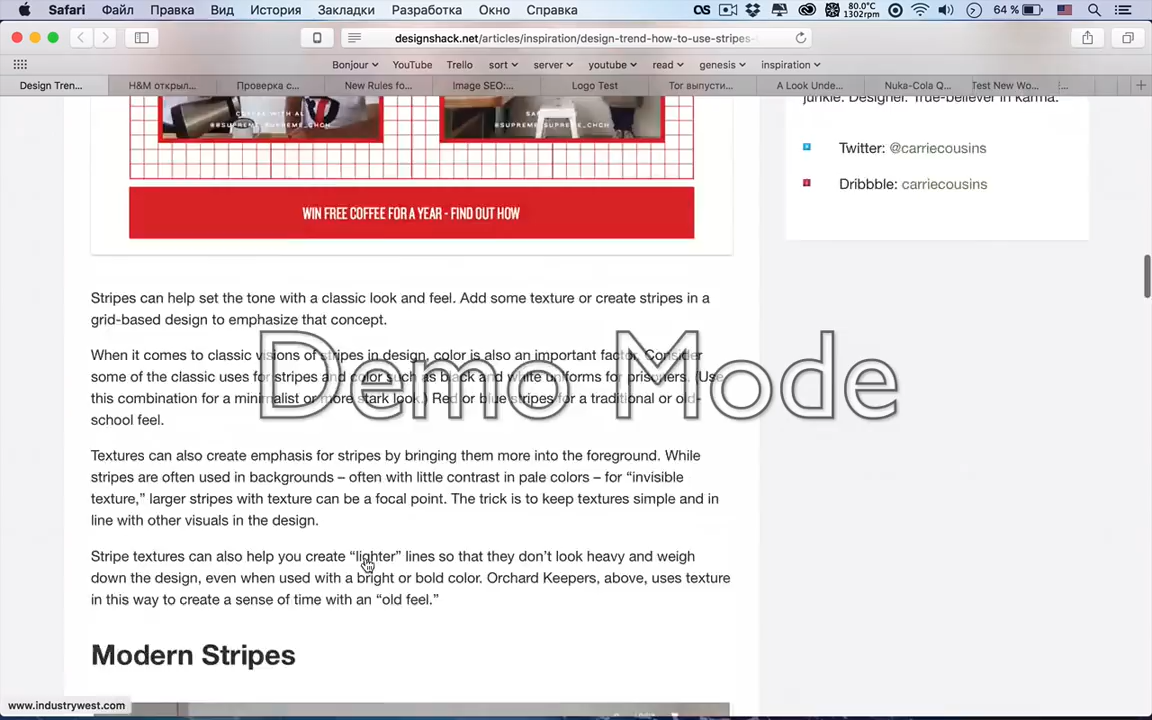 Safari Файл Правка Вид История Закладки Разработка Окно Справка
80.0°C
1302rpm
64 %
designshack.net/articles/inspiration/design-trend-how-to-use-stripes-
Bonjour YouTube Trello sort server youtube read genesis inspiration
Design Tren... H&M открыл... Проверка с... New Rules fo... Image SEO:... Logo Test Tor выпусти... A Look Unde... Nuka-Cola Q... Test New Wo...
junkie. Designer. True-believer in karma.
Twitter: @carriecousins
Dribbble: carriecousins
@SUPREME_SUPREME_CHCH
WIN FREE COFFEE FOR A YEAR - FIND OUT HOW
Stripes can help set the tone with a classic look and feel. Add some texture or create stripes in a
grid-based design to emphasize that concept.
When it comes to classic visions of stripes in design, color is also an important factor. Consider
some of the classic uses for stripes and color such as black and white uniforms for prisoners. (Use
this combination for a minimalist or more stark look.) Red or blue stripes for a traditional or old-
school feel.
Demo Mode
Textures can also create emphasis for stripes by bringing them more into the foreground. While
stripes are often used in backgrounds – often with little contrast in pale colors – for “invisible
texture,” larger stripes with texture can be a focal point. The trick is to keep textures simple and in
line with other visuals in the design.
Stripe textures can also help you create “lighter” lines so that they don’t look heavy and weigh
down the design, even when used with a bright or bold color. Orchard Keepers, above, uses texture
in this way to create a sense of time with an “old feel.”
Modern Stripes
www.industrywest.com